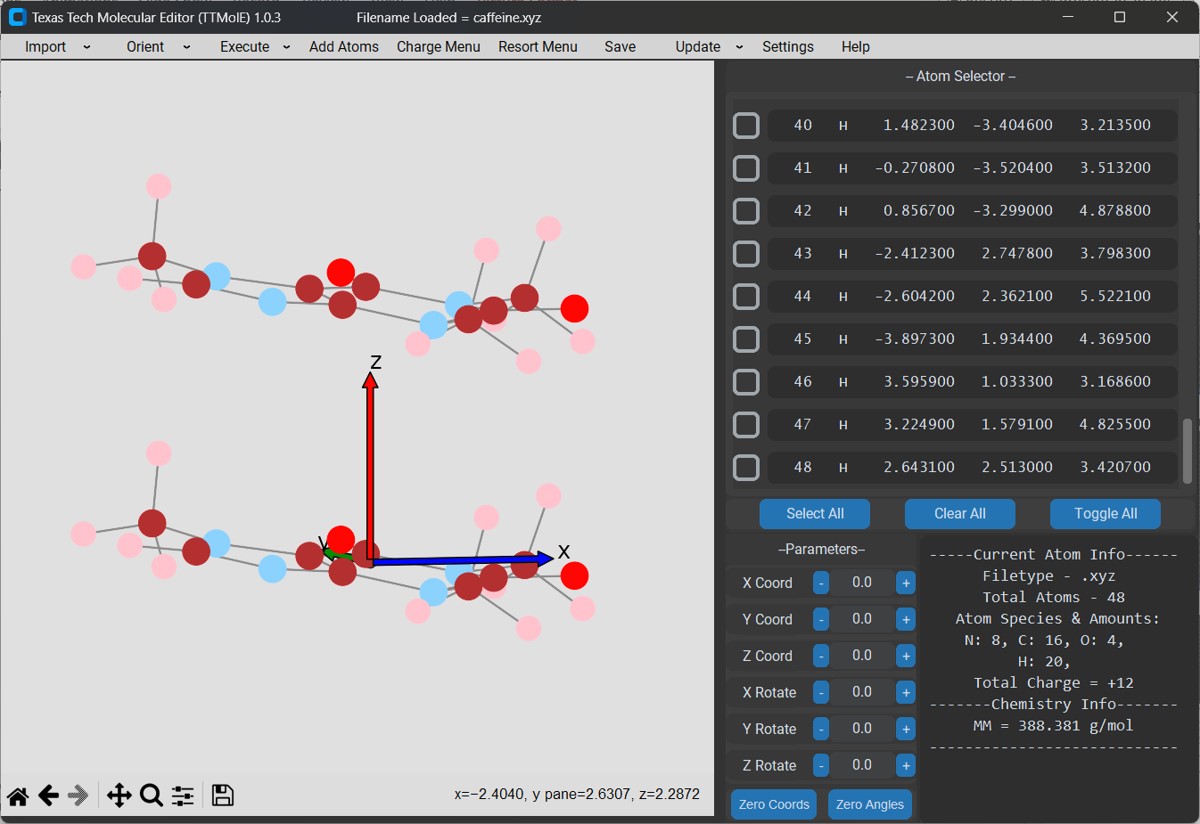 Texas Tech Molecular Editor (TTMolE) 1.0.3 Filename Loaded = caffeine.xyz
Import Orient Execute Add Atoms Charge Menu Resort Menu Save Update Settings Help
-- Atom Selector --
40 H 1.482300 -3.404600 3.213500
41 H -0.270800 -3.520400 3.513200
42 H 0.856700 -3.299000 4.878800
43 H -2.412300 2.747800 3.798300
44 H -2.604200 2.362100 5.522100
45 H -3.897300 1.934400 4.369500
46 H 3.595900 1.033300 3.168600
47 H 3.224900 1.579100 4.825500
48 H 2.643100 2.513000 3.420700
Z
Y
X
Select All Clear All Toggle All
--Parameters--
X Coord - 0.0 +
Y Coord - 0.0 +
Z Coord - 0.0 +
X Rotate - 0.0 +
Y Rotate - 0.0 +
Z Rotate - 0.0 +
Zero Coords Zero Angles
-----Current Atom Info------
Filetype - .xyz
Total Atoms - 48
Atom Species & Amounts:
N: 8, C: 16, O: 4,
H: 20,
Total Charge = +12
-------Chemistry Info-------
MM = 388.381 g/mol
----------------------------
x=−2.4040, y pane=2.6307, z=2.2872